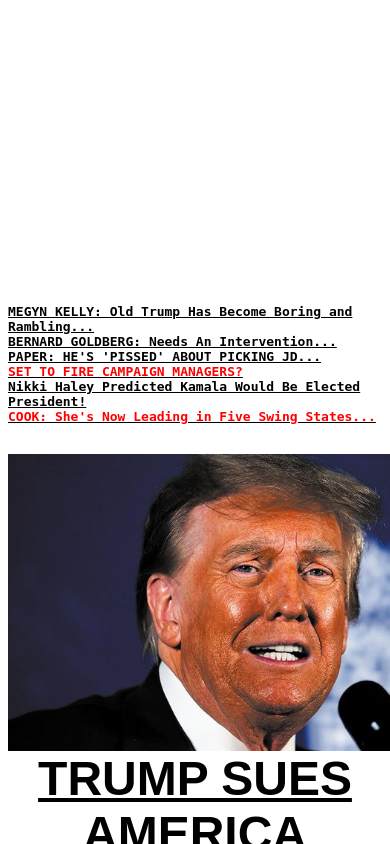 MEGYN KELLY: Old Trump Has Become Boring and
Rambling...
BERNARD GOLDBERG: Needs An Intervention...
PAPER: HE'S 'PISSED' ABOUT PICKING JD...
SET TO FIRE CAMPAIGN MANAGERS?
Nikki Haley Predicted Kamala Would Be Elected
President!
COOK: She's Now Leading in Five Swing States...
TRUMP SUES
AMERICA